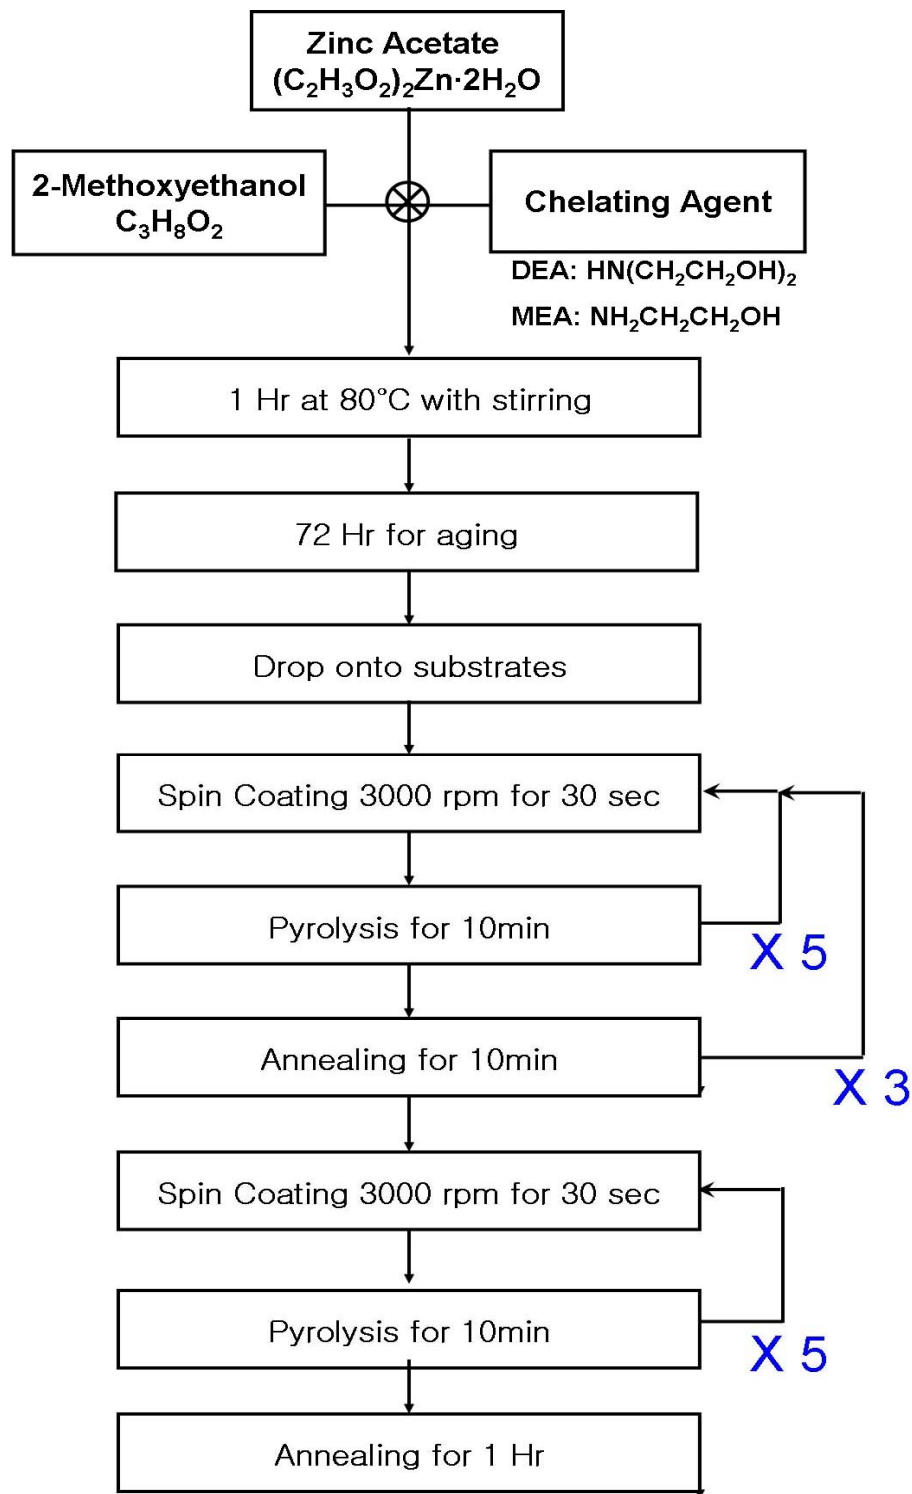 Zinc Acetate
(C₂H₃O₂)₂Zn·2H₂O
2-Methoxyethanol
C₃H₈O₂
Chelating Agent
DEA: HN(CH₂CH₂OH)₂
MEA: NH₂CH₂CH₂OH
1 Hr at 80°C with stirring
72 Hr for aging
Drop onto substrates
Spin Coating 3000 rpm for 30 sec
Pyrolysis for 10min
X 5
Annealing for 10min
X 3
Spin Coating 3000 rpm for 30 sec
Pyrolysis for 10min
X 5
Annealing for 1 Hr